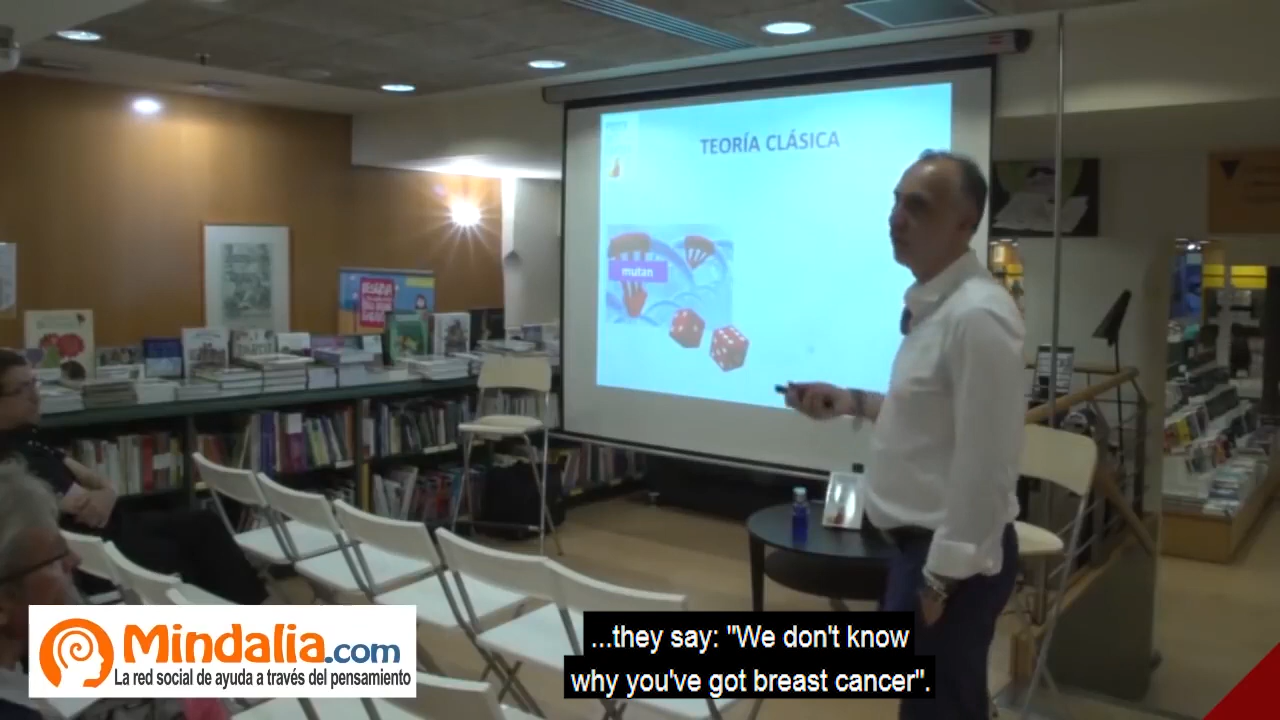 TEORÍA CLÁSICA
mutan
Mindalia.com
La red social de ayuda a través del pensamiento
...they say: "We don't know
why you've got breast cancer".